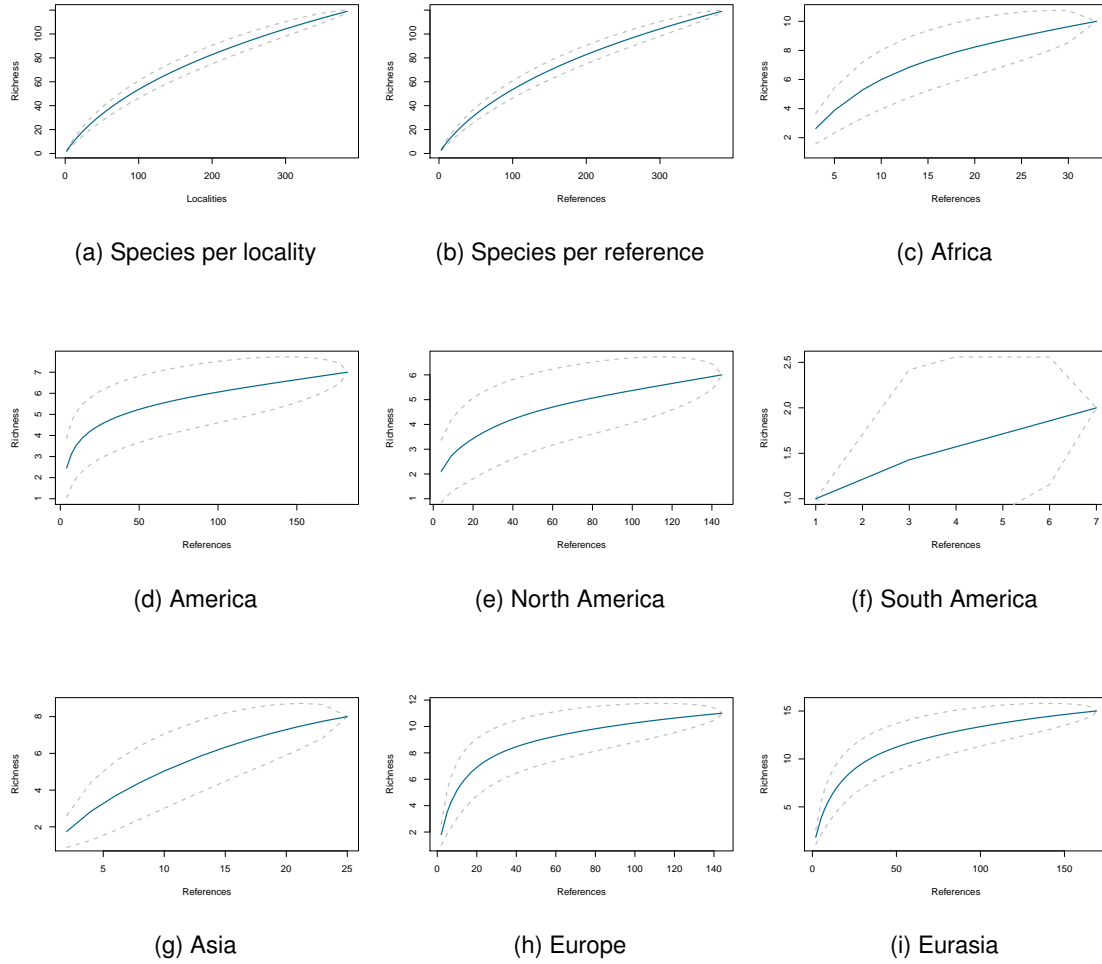 Richness
0 20 40 60 80 100
0 100 200 300
Localities
(a) Species per locality
Richness
0 20 40 60 80 100
0 100 200 300
References
(b) Species per reference
Richness
2 4 6 8 10
5 10 15 20 25 30
References
(c) Africa
Richness
1 2 3 4 5 6 7
0 50 100 150
References
(d) America
Richness
1 2 3 4 5 6
0 20 40 60 80 100 120 140
References
(e) North America
Richness
1.0 1.5 2.0 2.5
1 2 3 4 5 6 7
References
(f) South America
Richness
2 4 6 8
5 10 15 20 25
References
(g) Asia
Richness
2 4 6 8 10 12
0 20 40 60 80 100 120 140
References
(h) Europe
Richness
5 10 15
0 50 100 150
References
(i) Eurasia